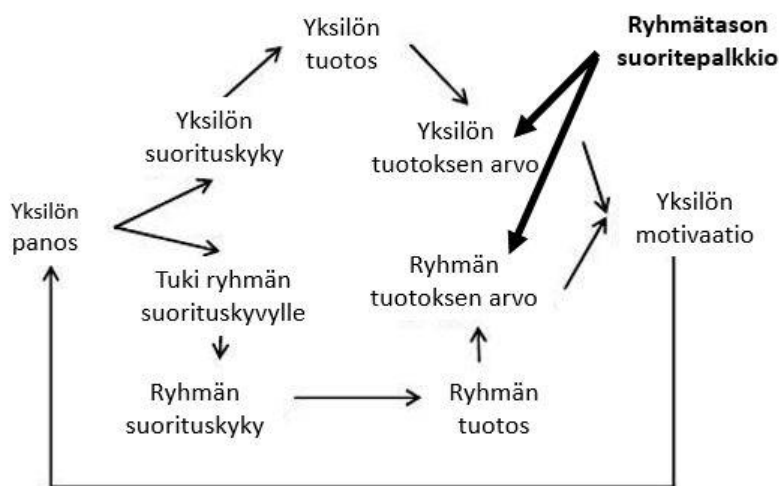 Yksilön
tuotos
Ryhmätason
suoritepalkkio
Yksilön
suorituskyky
Yksilön
tuotoksen arvo
Yksilön
panos
Yksilön
motivaatio
Tuki ryhmän
suorituskyvylle
Ryhmän
tuotoksen arvo
Ryhmän
suorituskyky
Ryhmän
tuotos